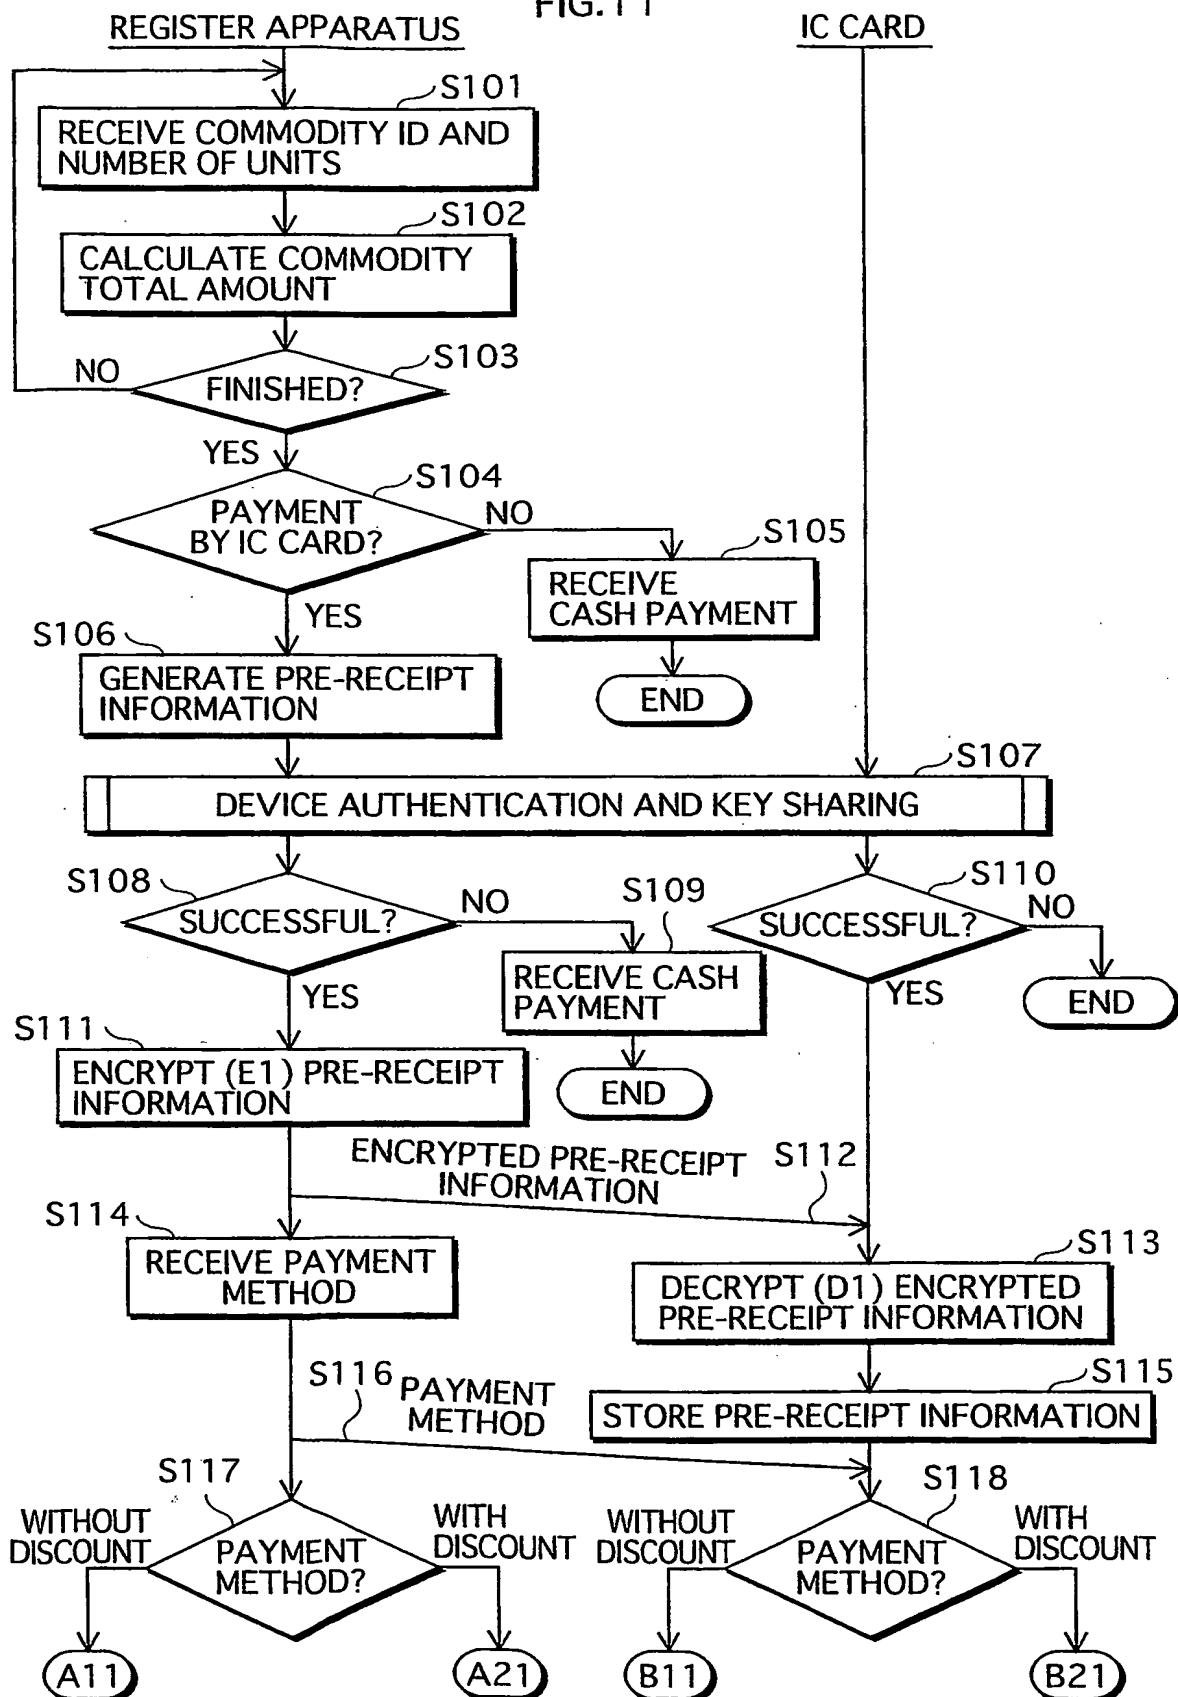 FIG.11
REGISTER APPARATUS
IC CARD
S101
RECEIVE COMMODITY ID AND
NUMBER OF UNITS
S102
CALCULATE COMMODITY
TOTAL AMOUNT
S103
NO
FINISHED?
YES
S104
PAYMENT
BY IC CARD?
NO
S105
RECEIVE
CASH PAYMENT
YES
S106
GENERATE PRE-RECEIPT
INFORMATION
END
S107
DEVICE AUTHENTICATION AND KEY SHARING
S108
SUCCESSFUL?
NO
S109
S110
SUCCESSFUL?
NO
RECEIVE CASH
PAYMENT
YES
YES
END
S111
ENCRYPT (E1) PRE-RECEIPT
INFORMATION
END
ENCRYPTED PRE-RECEIPT
INFORMATION
S112
S114
RECEIVE PAYMENT
METHOD
S113
DECRYPT (D1) ENCRYPTED
PRE-RECEIPT INFORMATION
S116
PAYMENT
METHOD
S115
STORE PRE-RECEIPT INFORMATION
S117
S118
WITHOUT
DISCOUNT
PAYMENT
METHOD?
WITH
DISCOUNT
WITHOUT
DISCOUNT
PAYMENT
METHOD?
WITH
DISCOUNT
A11
A21
B11
B21